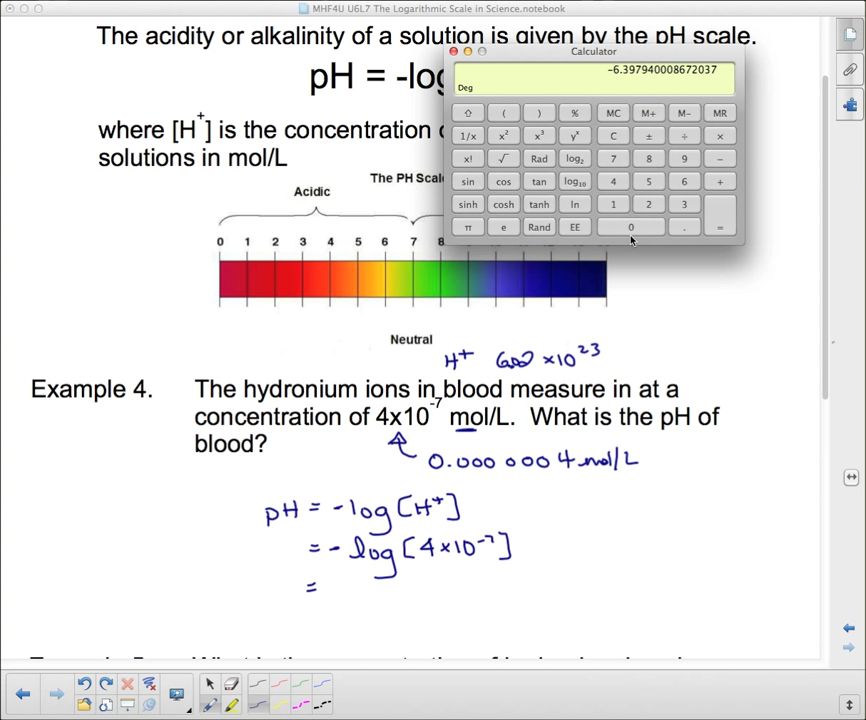 MHF4U U6L7 The Logarithmic Scale in Science.notebook
The acidity or alkalinity of a solution is given by the pH scale.
pH = -log
where [H+] is the concentration
solutions in mol/L
The PH Scale
Acidic
0 1 2 3 4 5 6 7 8
Neutral
Calculator
-6.397940008672037
Deg
( ) % MC M+ M− MR
1/x x² x³ yˣ C ± ÷ ×
x! √ Rad log₂ 7 8 9 −
sin cos tan log₁₀ 4 5 6 +
sinh cosh tanh ln 1 2 3
π e Rand EE 0 . =
H+ 6.02 ×10²³
Example 4. The hydronium ions in blood measure in at a
concentration of 4x10⁻⁷ mol/L. What is the pH of
blood?
0.000 000 4 mol/L
pH = -log [H+]
= -log [4×10⁻⁷]
=